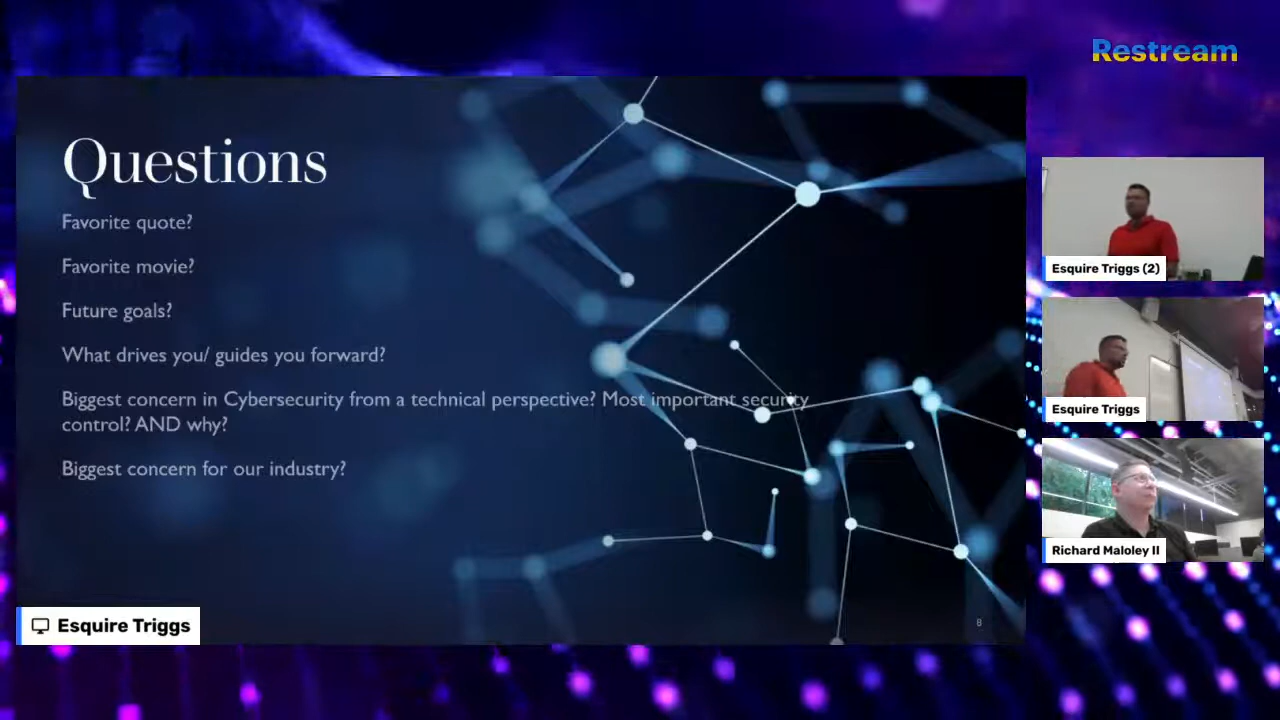 Restream
Questions
Favorite quote?
Favorite movie?
Future goals?
What drives you/ guides you forward?
Biggest concern in Cybersecurity from a technical perspective? Most important security
control? AND why?
Biggest concern for our industry?
8
Esquire Triggs
Esquire Triggs (2)
Esquire Triggs
Richard Maloley II